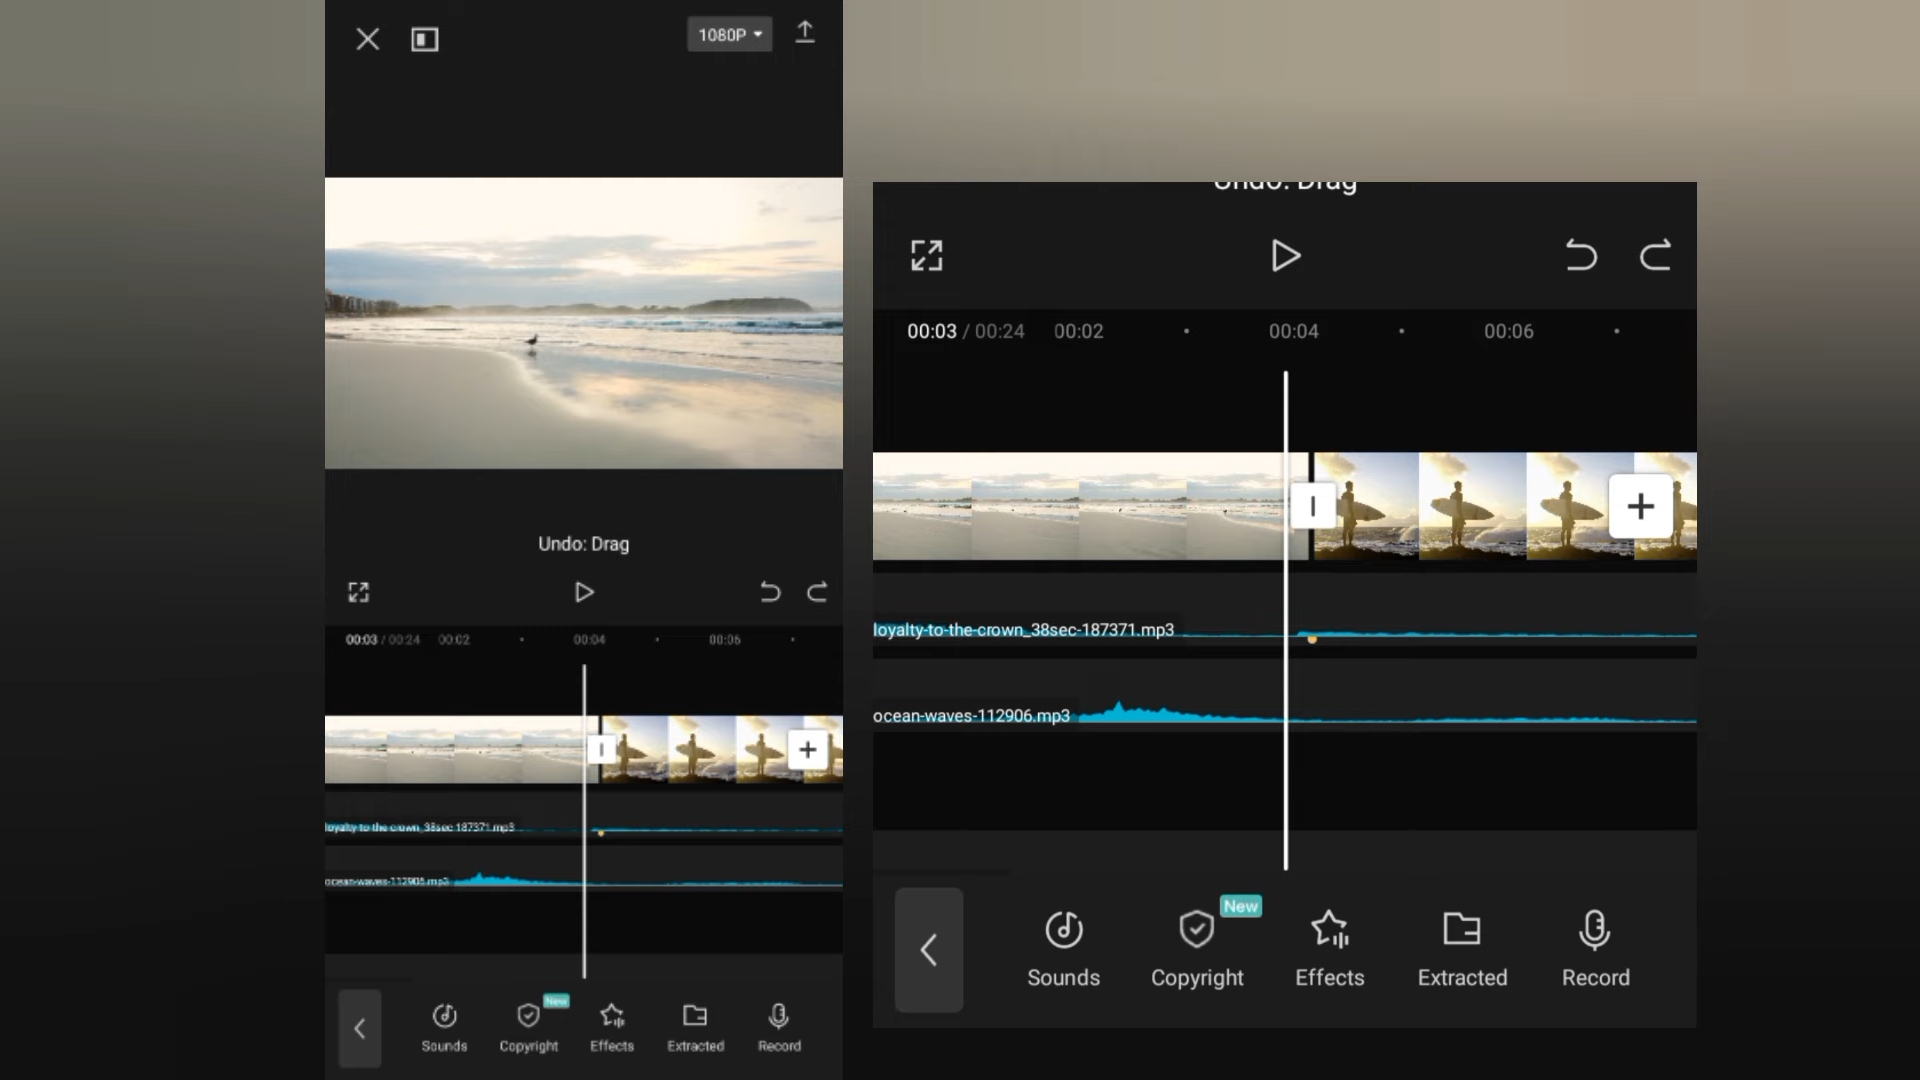 1080P
Undo: Drag
00:03 / 00:24 00:02 00:04 00:06
loyalty-to-the-crown_38sec-187371.mp3
ocean-waves-112906.mp3
New
Sounds Copyright Effects Extracted Record
Undo: Drag
00:03 / 00:24 00:02 00:04 00:06
loyalty-to-the-crown_38sec-187371.mp3
ocean-waves-112906.mp3
New
Sounds Copyright Effects Extracted Record